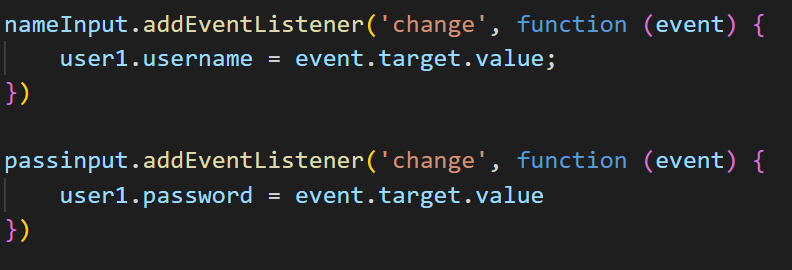 nameInput.addEventListener('change', function (event) {
    user1.username = event.target.value;
})

passinput.addEventListener('change', function (event) {
    user1.password = event.target.value
})